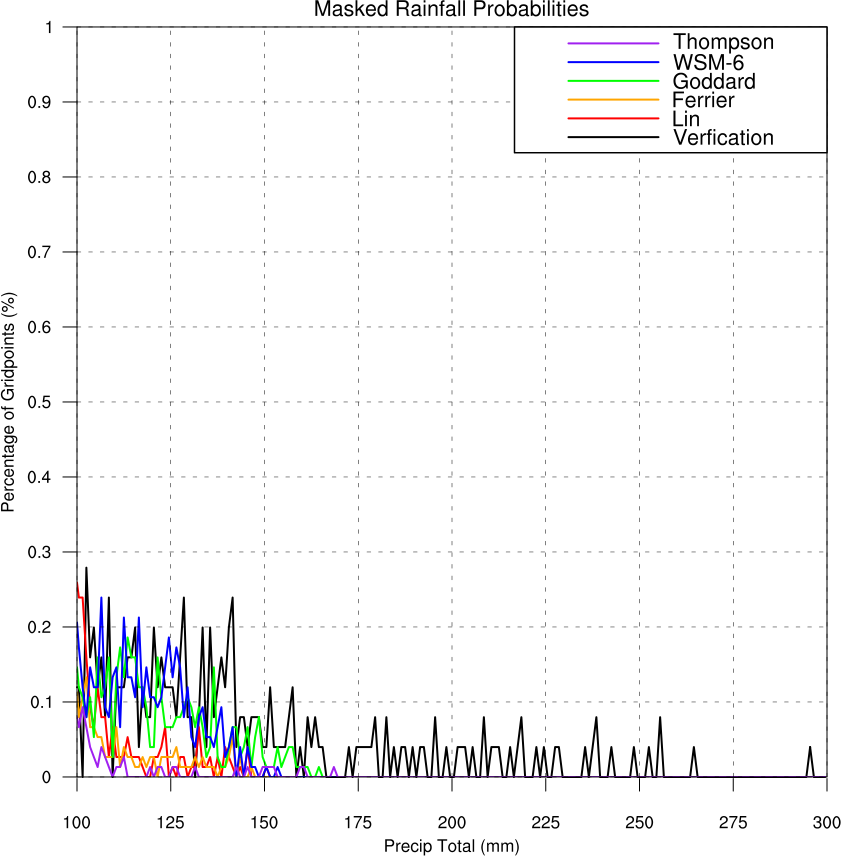 Masked Rainfall Probabilities
Thompson
WSM-6
Goddard
Ferrier
Lin
Verfication
Percentage of Gridpoints (%)
1
0.9
0.8
0.7
0.6
0.5
0.4
0.3
0.2
0.1
0
100 125 150 175 200 225 250 275 300
Precip Total (mm)